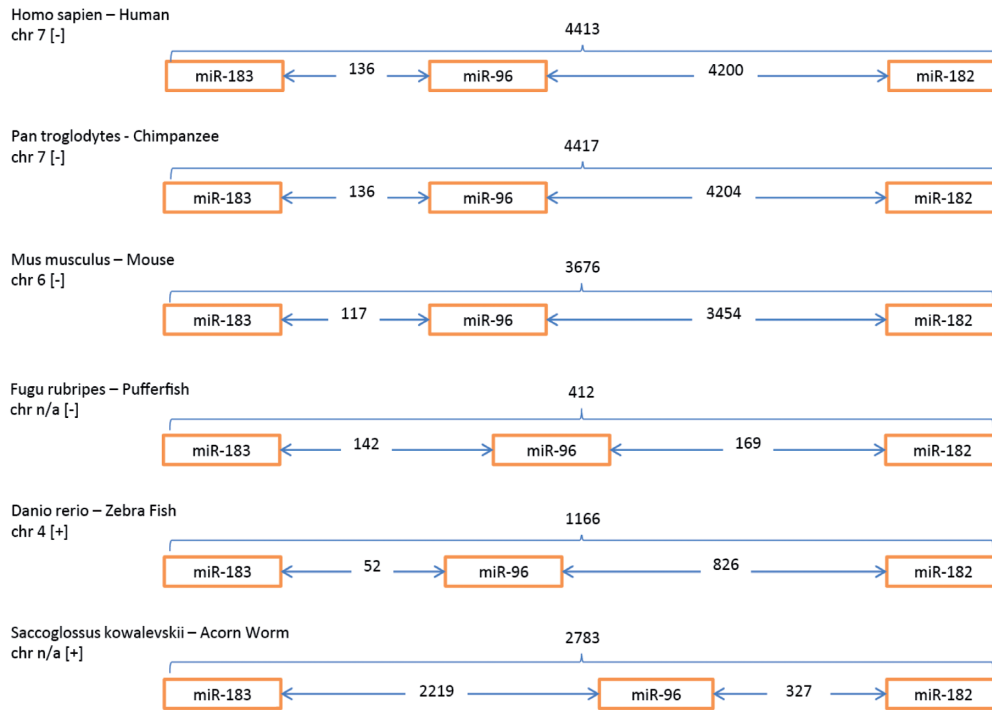 Homo sapien – Human
chr 7 [-]
4413
miR-183 136 miR-96 4200 miR-182
Pan troglodytes - Chimpanzee
chr 7 [-]
4417
miR-183 136 miR-96 4204 miR-182
Mus musculus – Mouse
chr 6 [-]
3676
miR-183 117 miR-96 3454 miR-182
Fugu rubripes – Pufferfish
chr n/a [-]
412
miR-183 142 miR-96 169 miR-182
Danio rerio – Zebra Fish
chr 4 [+]
1166
miR-183 52 miR-96 826 miR-182
Saccoglossus kowalevskii – Acorn Worm
chr n/a [+]
2783
miR-183 2219 miR-96 327 miR-182